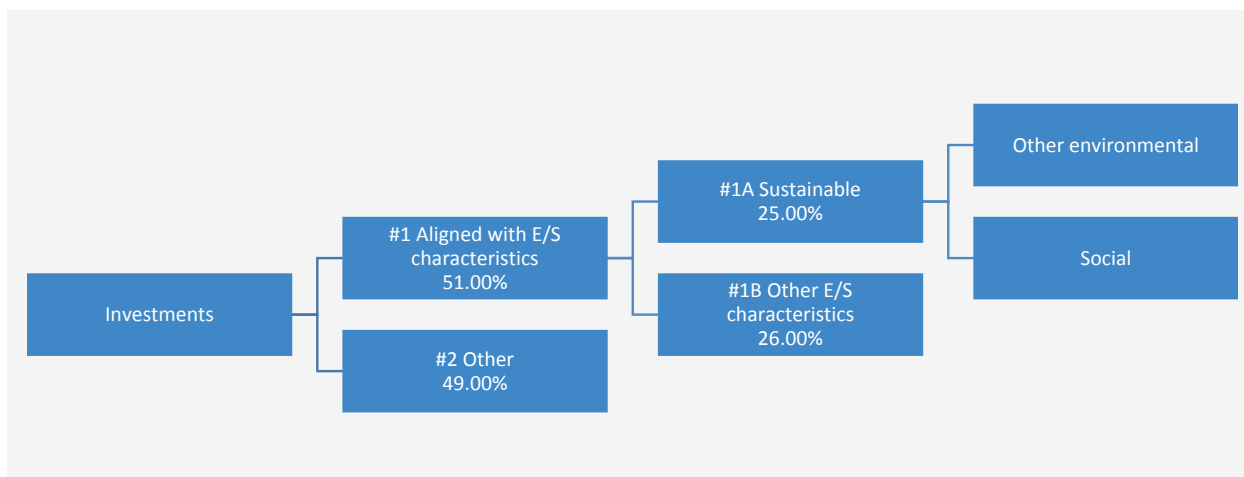 Investments
#1 Aligned with E/S
characteristics
51.00%
#2 Other
49.00%
#1A Sustainable
25.00%
#1B Other E/S
characteristics
26.00%
Other environmental
Social